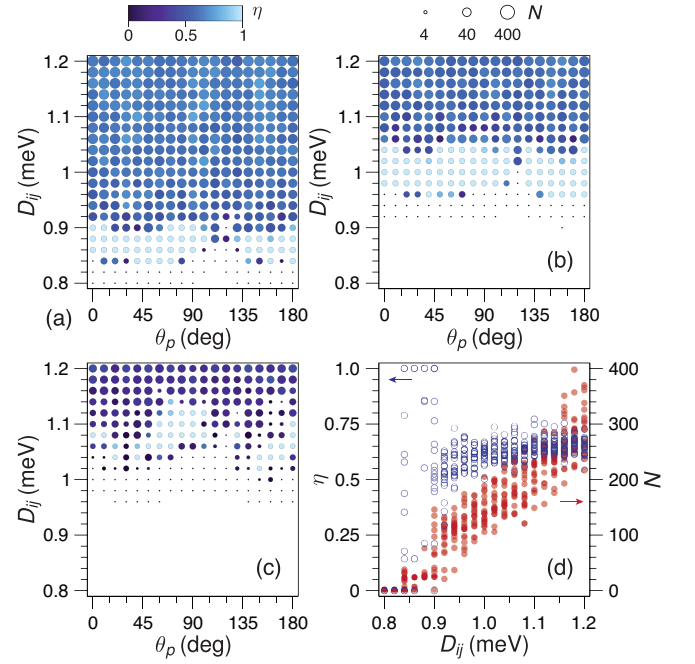 η
0 0.5 1
N
4 40 400
1.2
1.1
1
0.9
0.8
D_ij (meV)
0 45 90 135 180
θ_p (deg)
(a)
1.2
1.1
1
0.9
0.8
D_ij (meV)
0 45 90 135 180
θ_p (deg)
(b)
1.2
1.1
1
0.9
0.8
D_ij (meV)
0 45 90 135 180
θ_p (deg)
(c)
1.0
0.75
0.5
0.25
0
η
400
300
200
100
0
N
0.8 0.9 1.0 1.1 1.2
D_ij (meV)
(d)